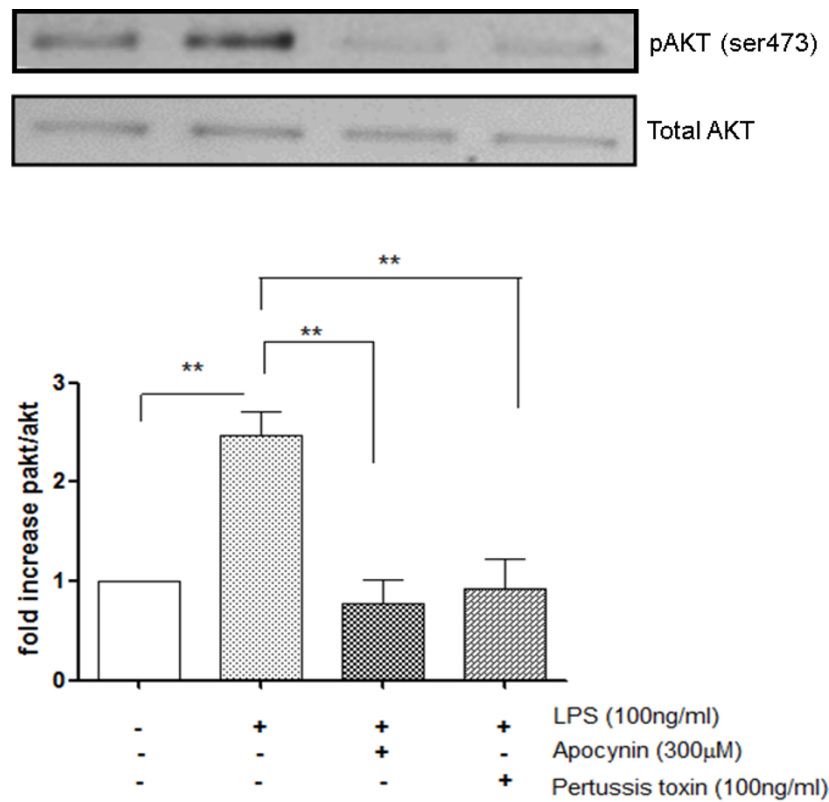 pAKT (ser473)
Total AKT
**
**
**
fold increase pakt/akt
3
2
1
0
- + + + LPS (100ng/ml)
- - + - Apocynin (300µM)
- - - + Pertussis toxin (100ng/ml)